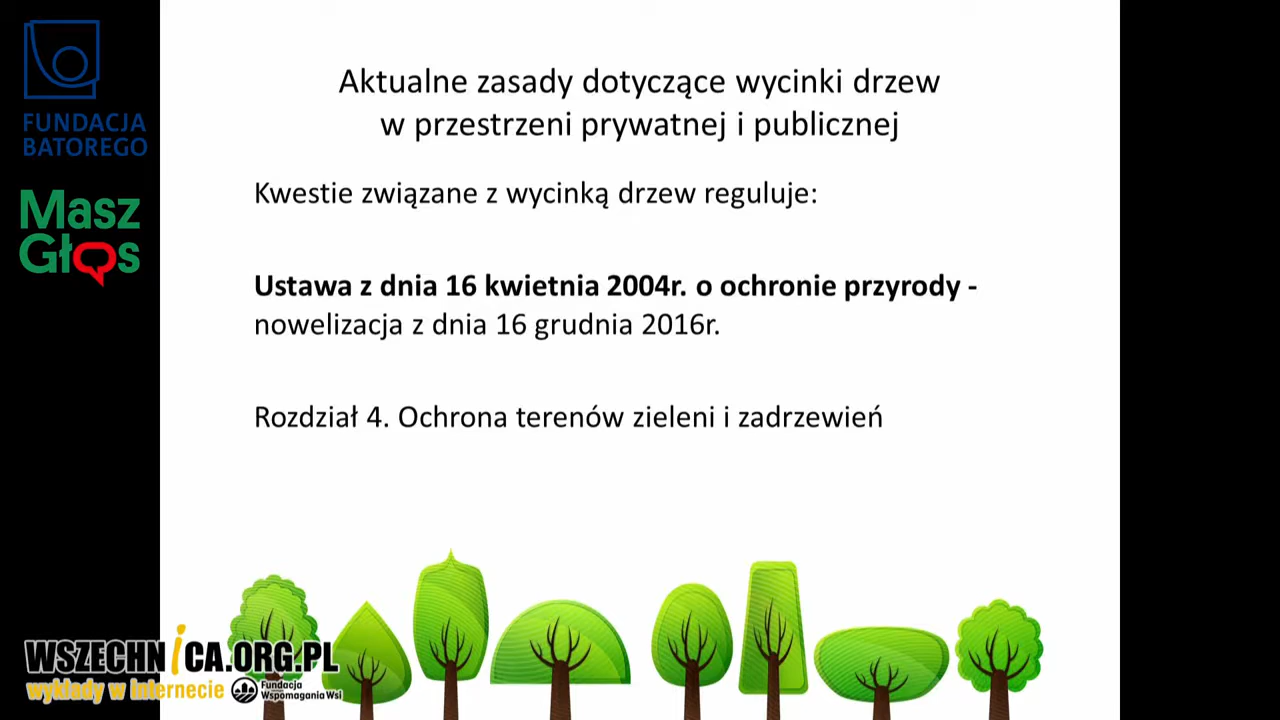 FUNDACJA
BATOREGO
Masz
Głos
Aktualne zasady dotyczące wycinki drzew
w przestrzeni prywatnej i publicznej
Kwestie związane z wycinką drzew reguluje:
Ustawa z dnia 16 kwietnia 2004r. o ochronie przyrody -
nowelizacja z dnia 16 grudnia 2016r.
Rozdział 4. Ochrona terenów zieleni i zadrzewień
WSZECHNICA.ORG.PL
wykłady w internecie
Fundacja
Wspomagania Wsi